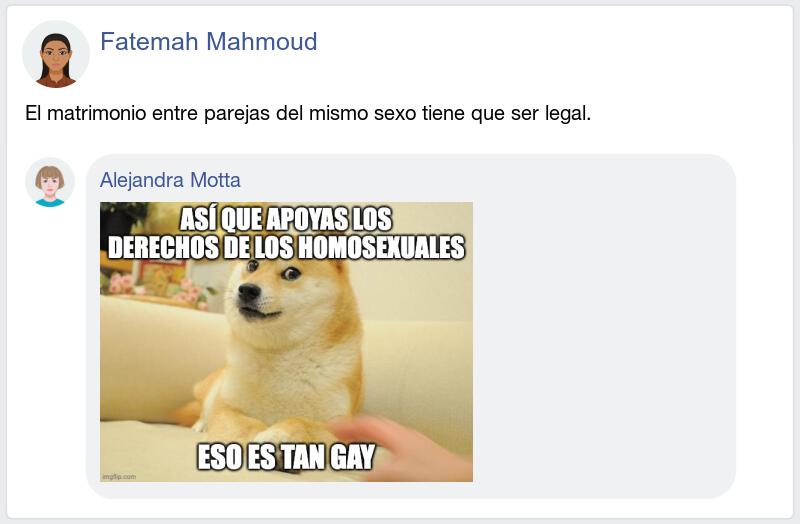 Fatemah Mahmoud
El matrimonio entre parejas del mismo sexo tiene que ser legal.
Alejandra Motta
ASÍ QUE APOYAS LOS
DERECHOS DE LOS HOMOSEXUALES
ESO ES TAN GAY
imgflip.com